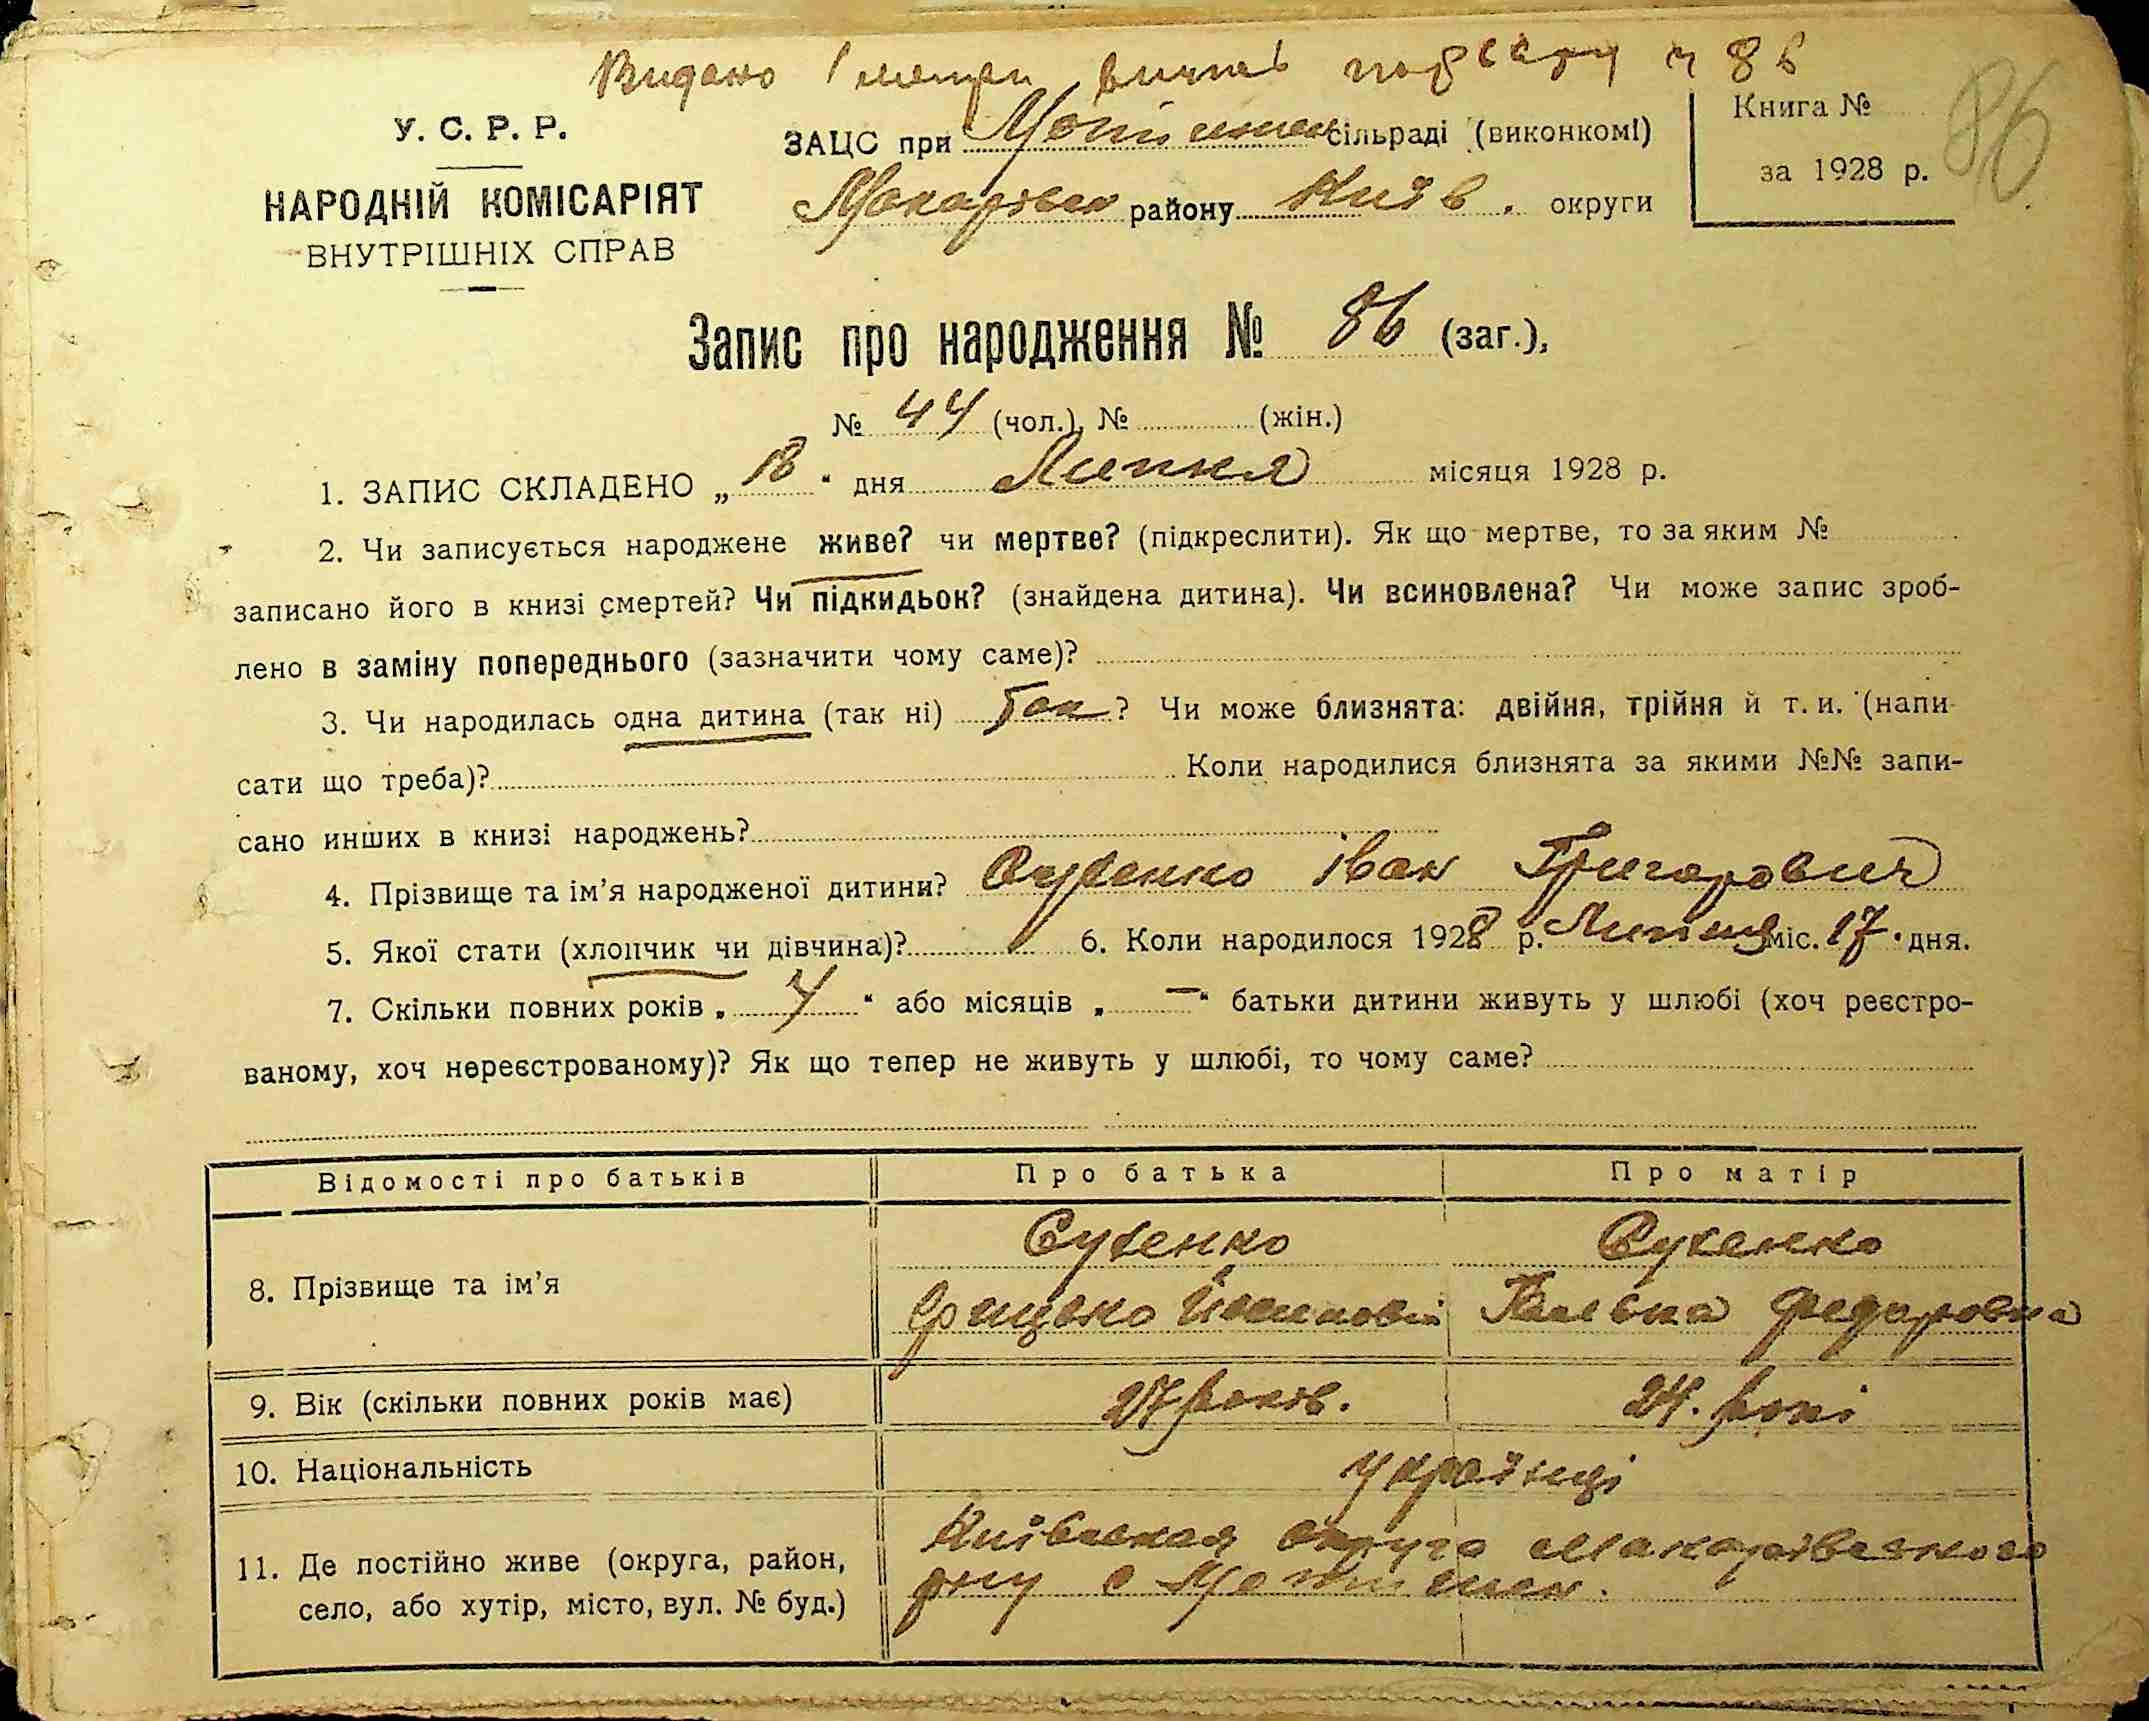 Видано
У. С. Р. Р.
НАРОДНІЙ КОМІСАРІЯТ
ВНУТРІШНІХ СПРАВ
ЗАЦС при сільраді (виконкомі)
Макарівськ району Київ. округи
Книга №
за 1928 р.
86
Запис про народження № 86 (заг.),
№ 44 (чол.), № (жін.)
1. ЗАПИС СКЛАДЕНО „ 18 “ дня Липня місяця 1928 р.
2. Чи записується народжене живе? чи мертве? (підкреслити). Як що мертве, то за яким №
записано його в книзі смертей? Чи підкидьок? (знайдена дитина). Чи всиновлена? Чи може запис зроб-
лено в заміну попереднього (зазначити чому саме)?
3. Чи народилась одна дитина (так ні) Так? Чи може близнята: двійня, трійня й т. и. (напи-
сати що треба)? Коли народилися близнята за якими №№ запи-
сано инших в книзі народжень?
4. Прізвище та ім’я народженої дитини? Сутенко Іван Григорович
5. Якої стати (хлопчик чи дівчина)? 6. Коли народилося 1928 р. Липня міс. 17. дня.
7. Скільки повних років „ 4 “ або місяців „ — “ батьки дитини живуть у шлюбі (хоч реєстро-
ваному, хоч нереєстрованому)? Як що тепер не живуть у шлюбі, то чому саме?
Відомості про батьків Про батька Про матір
8. Прізвище та ім’я
Сутенко Сутенко
Грицько Федоровна
9. Вік (скільки повних років має) 27 років. 24. роки
10. Національність Українці
11. Де постійно живе (округа, район,
село, або хутір, місто, вул. № буд.)
округа Макарівського
рну с